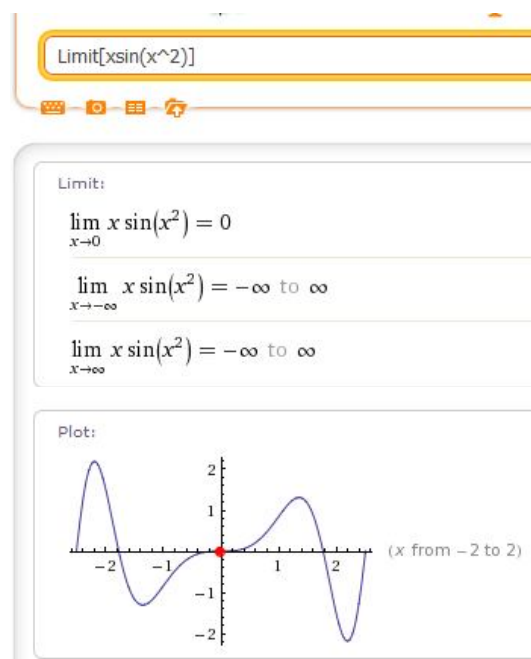 Limit[xsin(x^2)]
Limit:
lim x→0 x sin(x²) = 0
lim x→−∞ x sin(x²) = −∞ to ∞
lim x→∞ x sin(x²) = −∞ to ∞
Plot:
2
1
−2 −1 1 2 (x from −2 to 2)
−1
−2